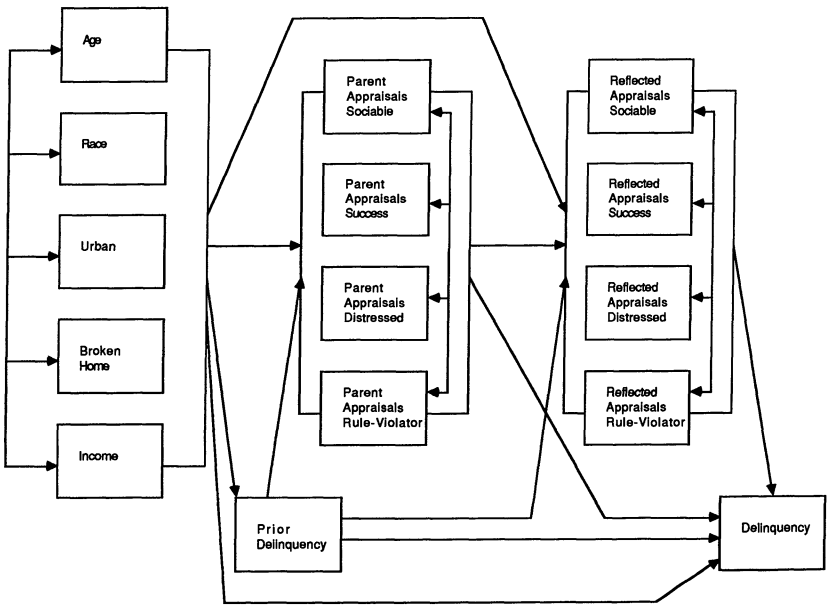 Age
Race
Urban
Broken
Home
Income
Parent
Appraisals
Sociable
Parent
Appraisals
Success
Parent
Appraisals
Distressed
Parent
Appraisals
Rule-Violator
Reflected
Appraisals
Sociable
Reflected
Appraisals
Success
Reflected
Appraisals
Distressed
Reflected
Appraisals
Rule-Violator
Prior
Delinquency
Delinquency